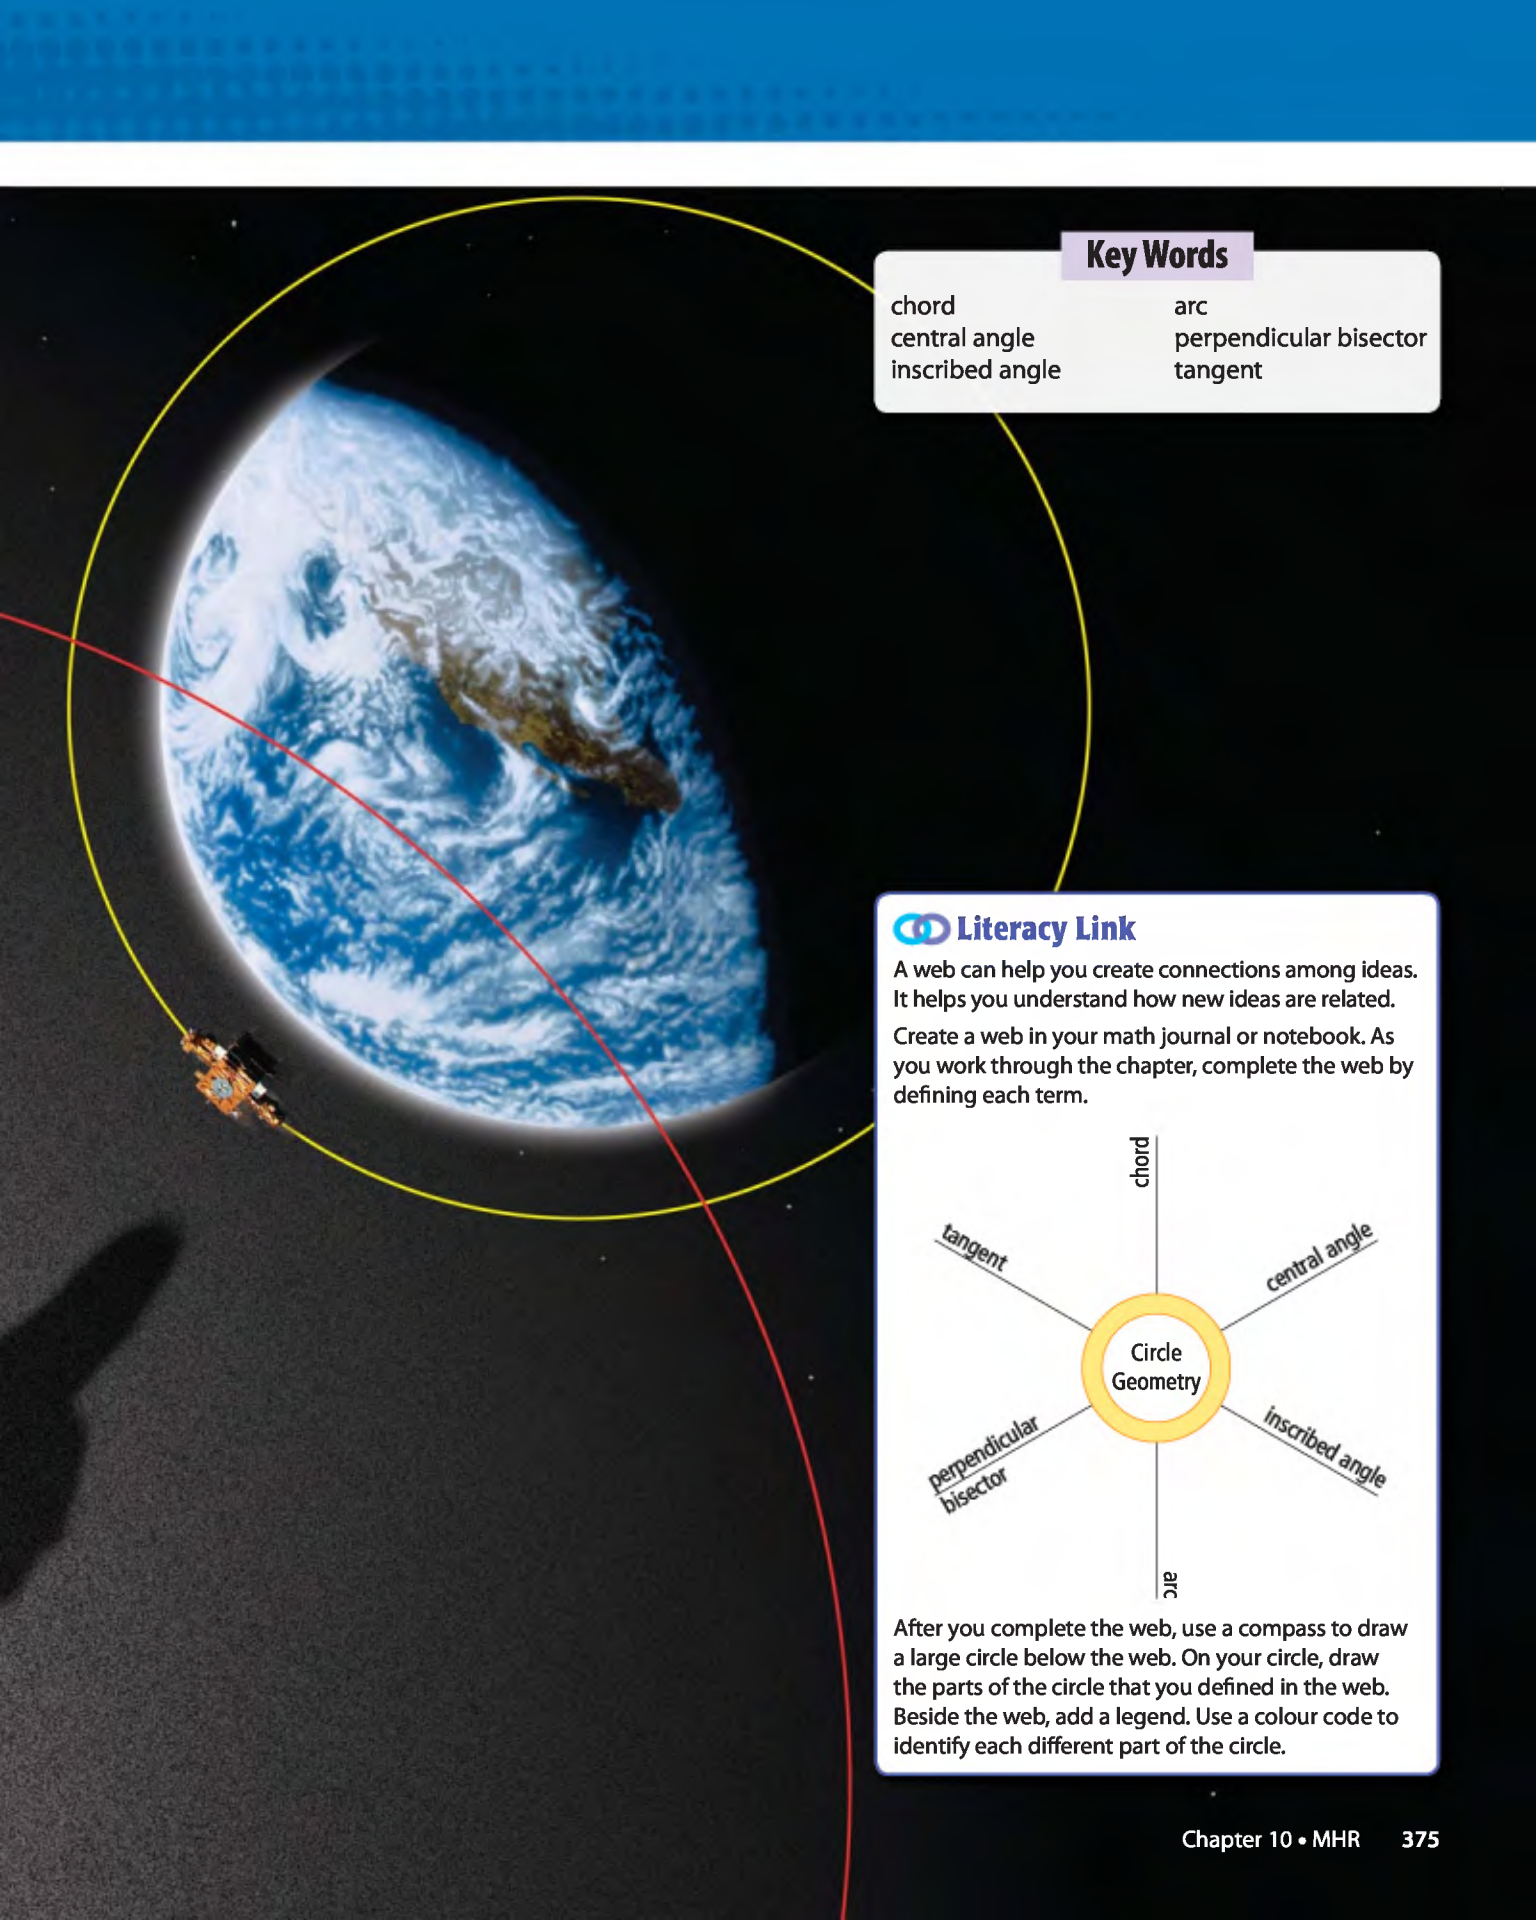 Key Words
chord
central angle
inscribed angle
arc
perpendicular bisector
tangent
Literacy Link
A web can help you create connections among ideas.
It helps you understand how new ideas are related.
Create a web in your math journal or notebook. As
you work through the chapter, complete the web by
defining each term.
chord
tangent
central angle
Circle
Geometry
perpendicular
bisector
inscribed angle
arc
After you complete the web, use a compass to draw
a large circle below the web. On your circle, draw
the parts of the circle that you defined in the web.
Beside the web, add a legend. Use a colour code to
identify each different part of the circle.
Chapter 10 • MHR 375